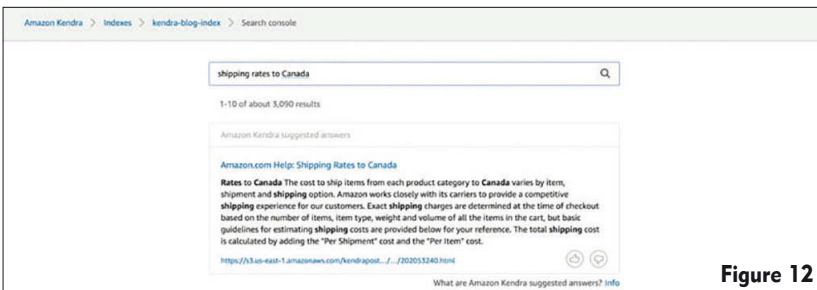 Amazon Kendra > Indexes > kendra-blog-index > Search console
shipping rates to Canada
1-10 of about 3,090 results
Amazon Kendra suggested answers
Amazon.com Help: Shipping Rates to Canada
Rates to Canada The cost to ship items from each product category to Canada varies by item,
shipment and shipping option. Amazon works closely with its carriers to provide a competitive
shipping experience for our customers. Exact shipping charges are determined at the time of checkout
based on the number of items, item type, weight and volume of all the items in the cart, but basic
guidelines for estimating shipping costs are provided below for your reference. The total shipping cost
is calculated by adding the "Per Shipment" cost and the "Per Item" cost.
https://s3.us-east-1.amazonaws.com/kendrapost.../.../202053240.html
What are Amazon Kendra suggested answers? Info
Figure 12